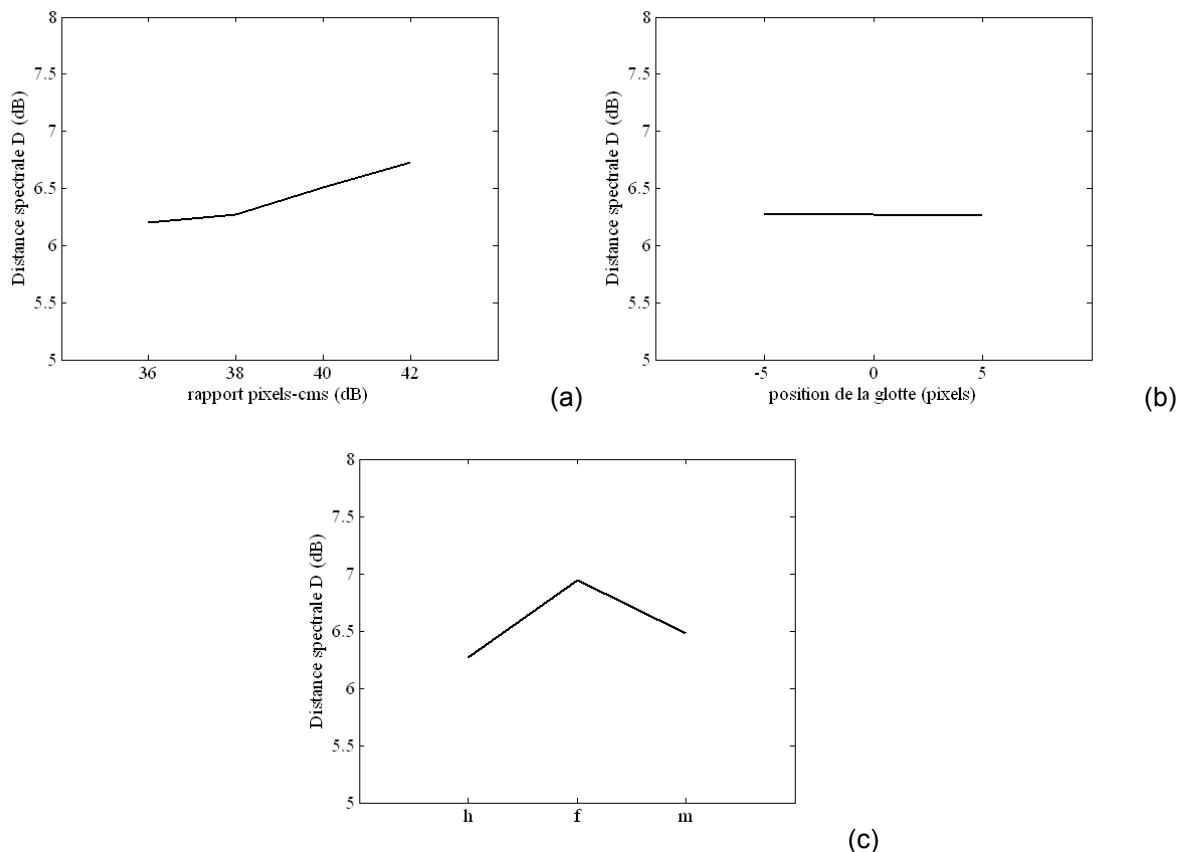 8
7.5
7
6.5
6
5.5
5
Distance spectrale D (dB)
36 38 40 42
rapport pixels-cms (dB)
(a)
8
7.5
7
6.5
6
5.5
5
Distance spectrale D (dB)
-5 0 5
position de la glotte (pixels)
(b)
8
7.5
7
6.5
6
5.5
5
Distance spectrale D (dB)
h f m
(c)